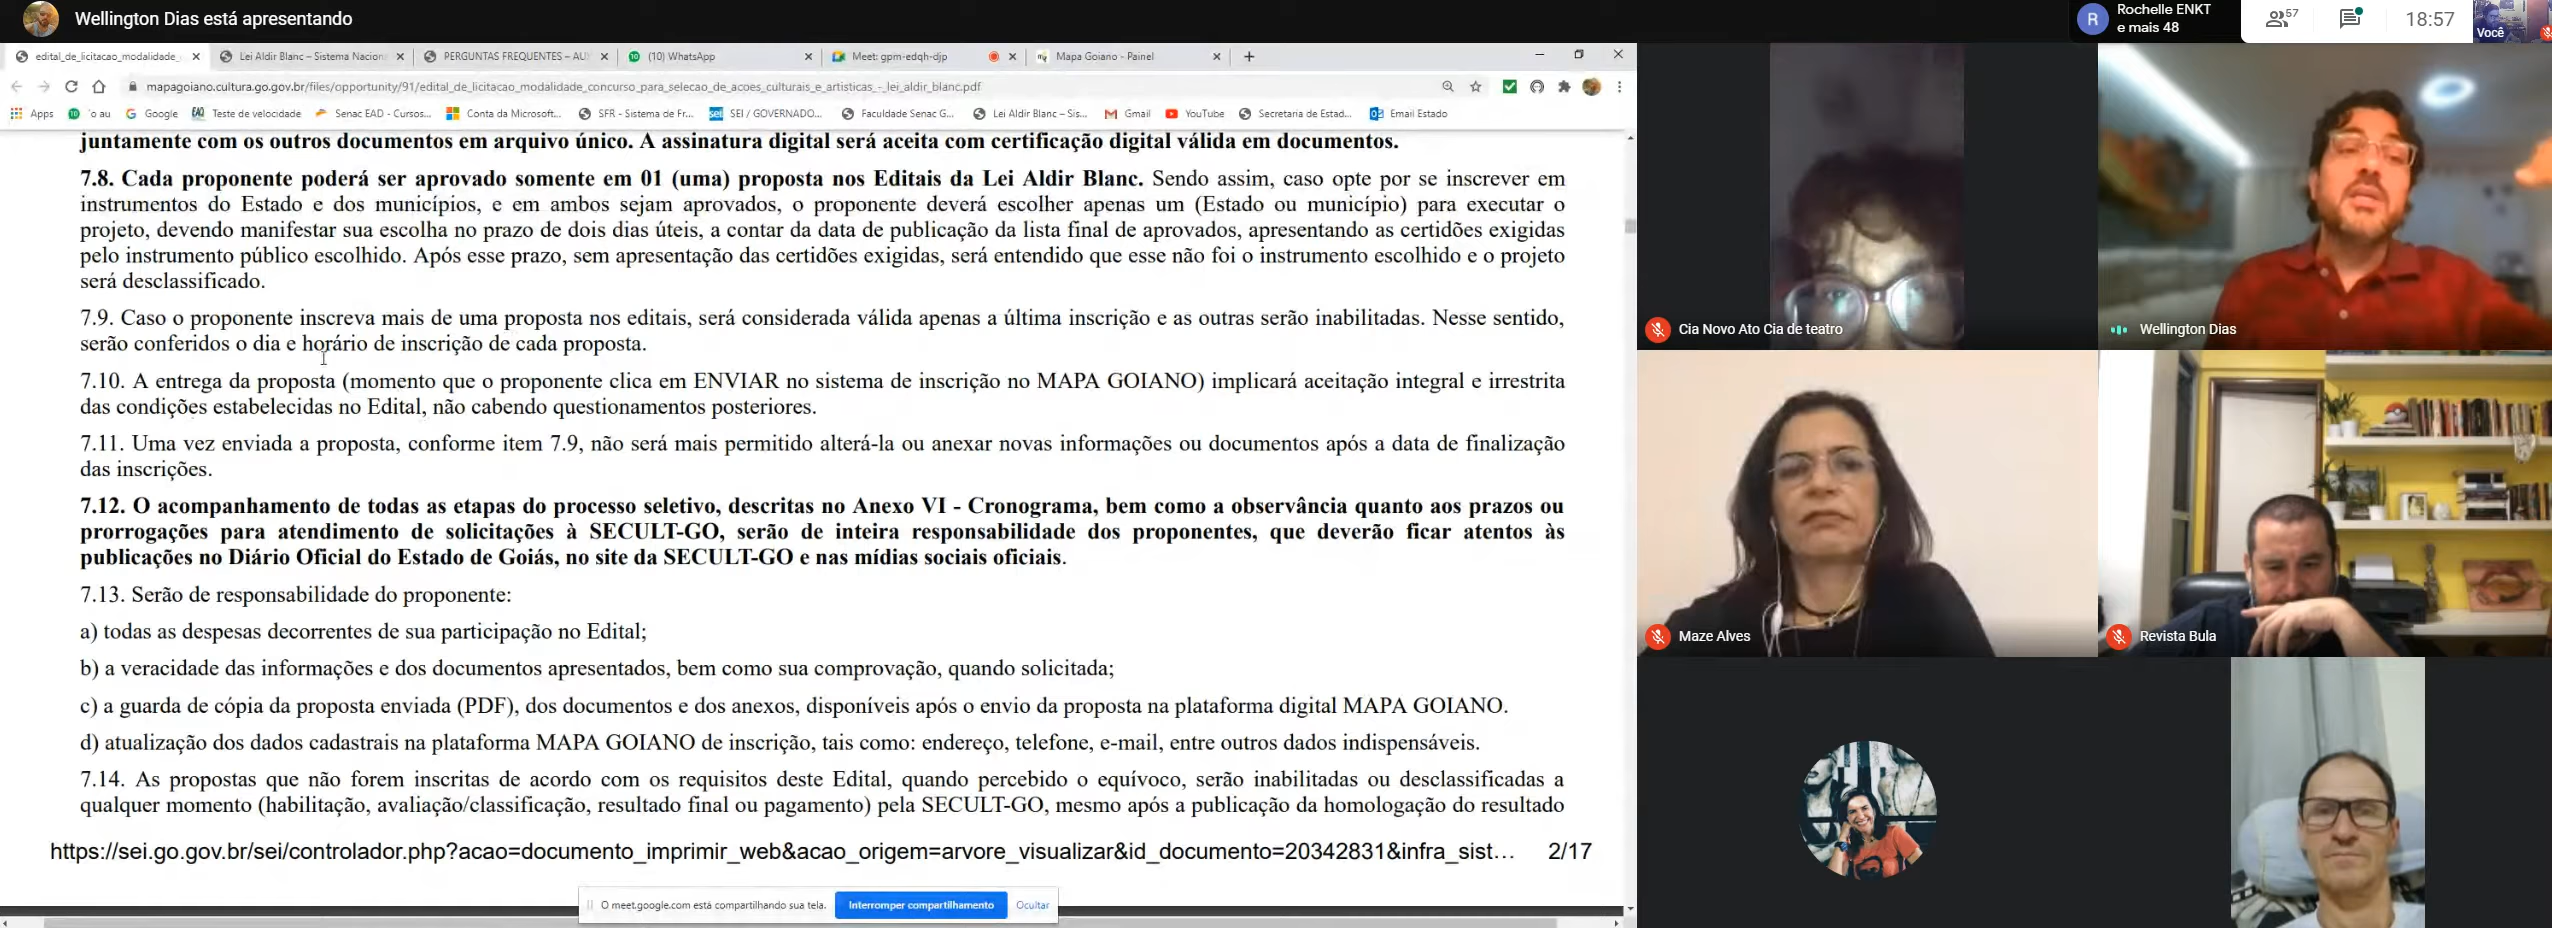 Wellington Dias está apresentando
R
Rochelle ENKT
e mais 48
57
18:57
Você
edital_de_licitacao_modalidade_
Lei Aldir Blanc – Sistema Nacion
PERGUNTAS FREQUENTES – AU
(10) WhatsApp
Meet: gpm-edqh-djp
Mapa Goiano - Painel
mapagoiano.cultura.go.gov.br/files/opportunity/91/edital_de_licitacao_modalidade_concurso_para_selecao_de_acoes_culturais_e_artisticas_-_lei_aldir_blanc.pdf
Apps
'o au
Google
Teste de velocidade
Senac EAD - Cursos...
Conta da Microsoft...
SFR - Sistema de Fr...
SEI / GOVERNADO...
Faculdade Senac G...
Lei Aldir Blanc – Sis...
Gmail
YouTube
Secretaria de Estad...
Email Estado
juntamente com os outros documentos em arquivo único. A assinatura digital será aceita com certificação digital válida em documentos.
7.8. Cada proponente poderá ser aprovado somente em 01 (uma) proposta nos Editais da Lei Aldir Blanc. Sendo assim, caso opte por se inscrever em
instrumentos do Estado e dos municípios, e em ambos sejam aprovados, o proponente deverá escolher apenas um (Estado ou município) para executar o
projeto, devendo manifestar sua escolha no prazo de dois dias úteis, a contar da data de publicação da lista final de aprovados, apresentando as certidões exigidas
pelo instrumento público escolhido. Após esse prazo, sem apresentação das certidões exigidas, será entendido que esse não foi o instrumento escolhido e o projeto
será desclassificado.
7.9. Caso o proponente inscreva mais de uma proposta nos editais, será considerada válida apenas a última inscrição e as outras serão inabilitadas. Nesse sentido,
serão conferidos o dia e horário de inscrição de cada proposta.
7.10. A entrega da proposta (momento que o proponente clica em ENVIAR no sistema de inscrição no MAPA GOIANO) implicará aceitação integral e irrestrita
das condições estabelecidas no Edital, não cabendo questionamentos posteriores.
7.11. Uma vez enviada a proposta, conforme item 7.9, não será mais permitido alterá-la ou anexar novas informações ou documentos após a data de finalização
das inscrições.
7.12. O acompanhamento de todas as etapas do processo seletivo, descritas no Anexo VI - Cronograma, bem como a observância quanto aos prazos ou
prorrogações para atendimento de solicitações à SECULT-GO, serão de inteira responsabilidade dos proponentes, que deverão ficar atentos às
publicações no Diário Oficial do Estado de Goiás, no site da SECULT-GO e nas mídias sociais oficiais.
7.13. Serão de responsabilidade do proponente:
a) todas as despesas decorrentes de sua participação no Edital;
b) a veracidade das informações e dos documentos apresentados, bem como sua comprovação, quando solicitada;
c) a guarda de cópia da proposta enviada (PDF), dos documentos e dos anexos, disponíveis após o envio da proposta na plataforma digital MAPA GOIANO.
d) atualização dos dados cadastrais na plataforma MAPA GOIANO de inscrição, tais como: endereço, telefone, e-mail, entre outros dados indispensáveis.
7.14. As propostas que não forem inscritas de acordo com os requisitos deste Edital, quando percebido o equívoco, serão inabilitadas ou desclassificadas a
qualquer momento (habilitação, avaliação/classificação, resultado final ou pagamento) pela SECULT-GO, mesmo após a publicação da homologação do resultado
https://sei.go.gov.br/sei/controlador.php?acao=documento_imprimir_web&acao_origem=arvore_visualizar&id_documento=20342831&infra_sist… 2/17
O meet.google.com está compartilhando sua tela.
Interromper compartilhamento
Ocultar
Cia Novo Ato Cia de teatro
Wellington Dias
Maze Alves
Revista Bula